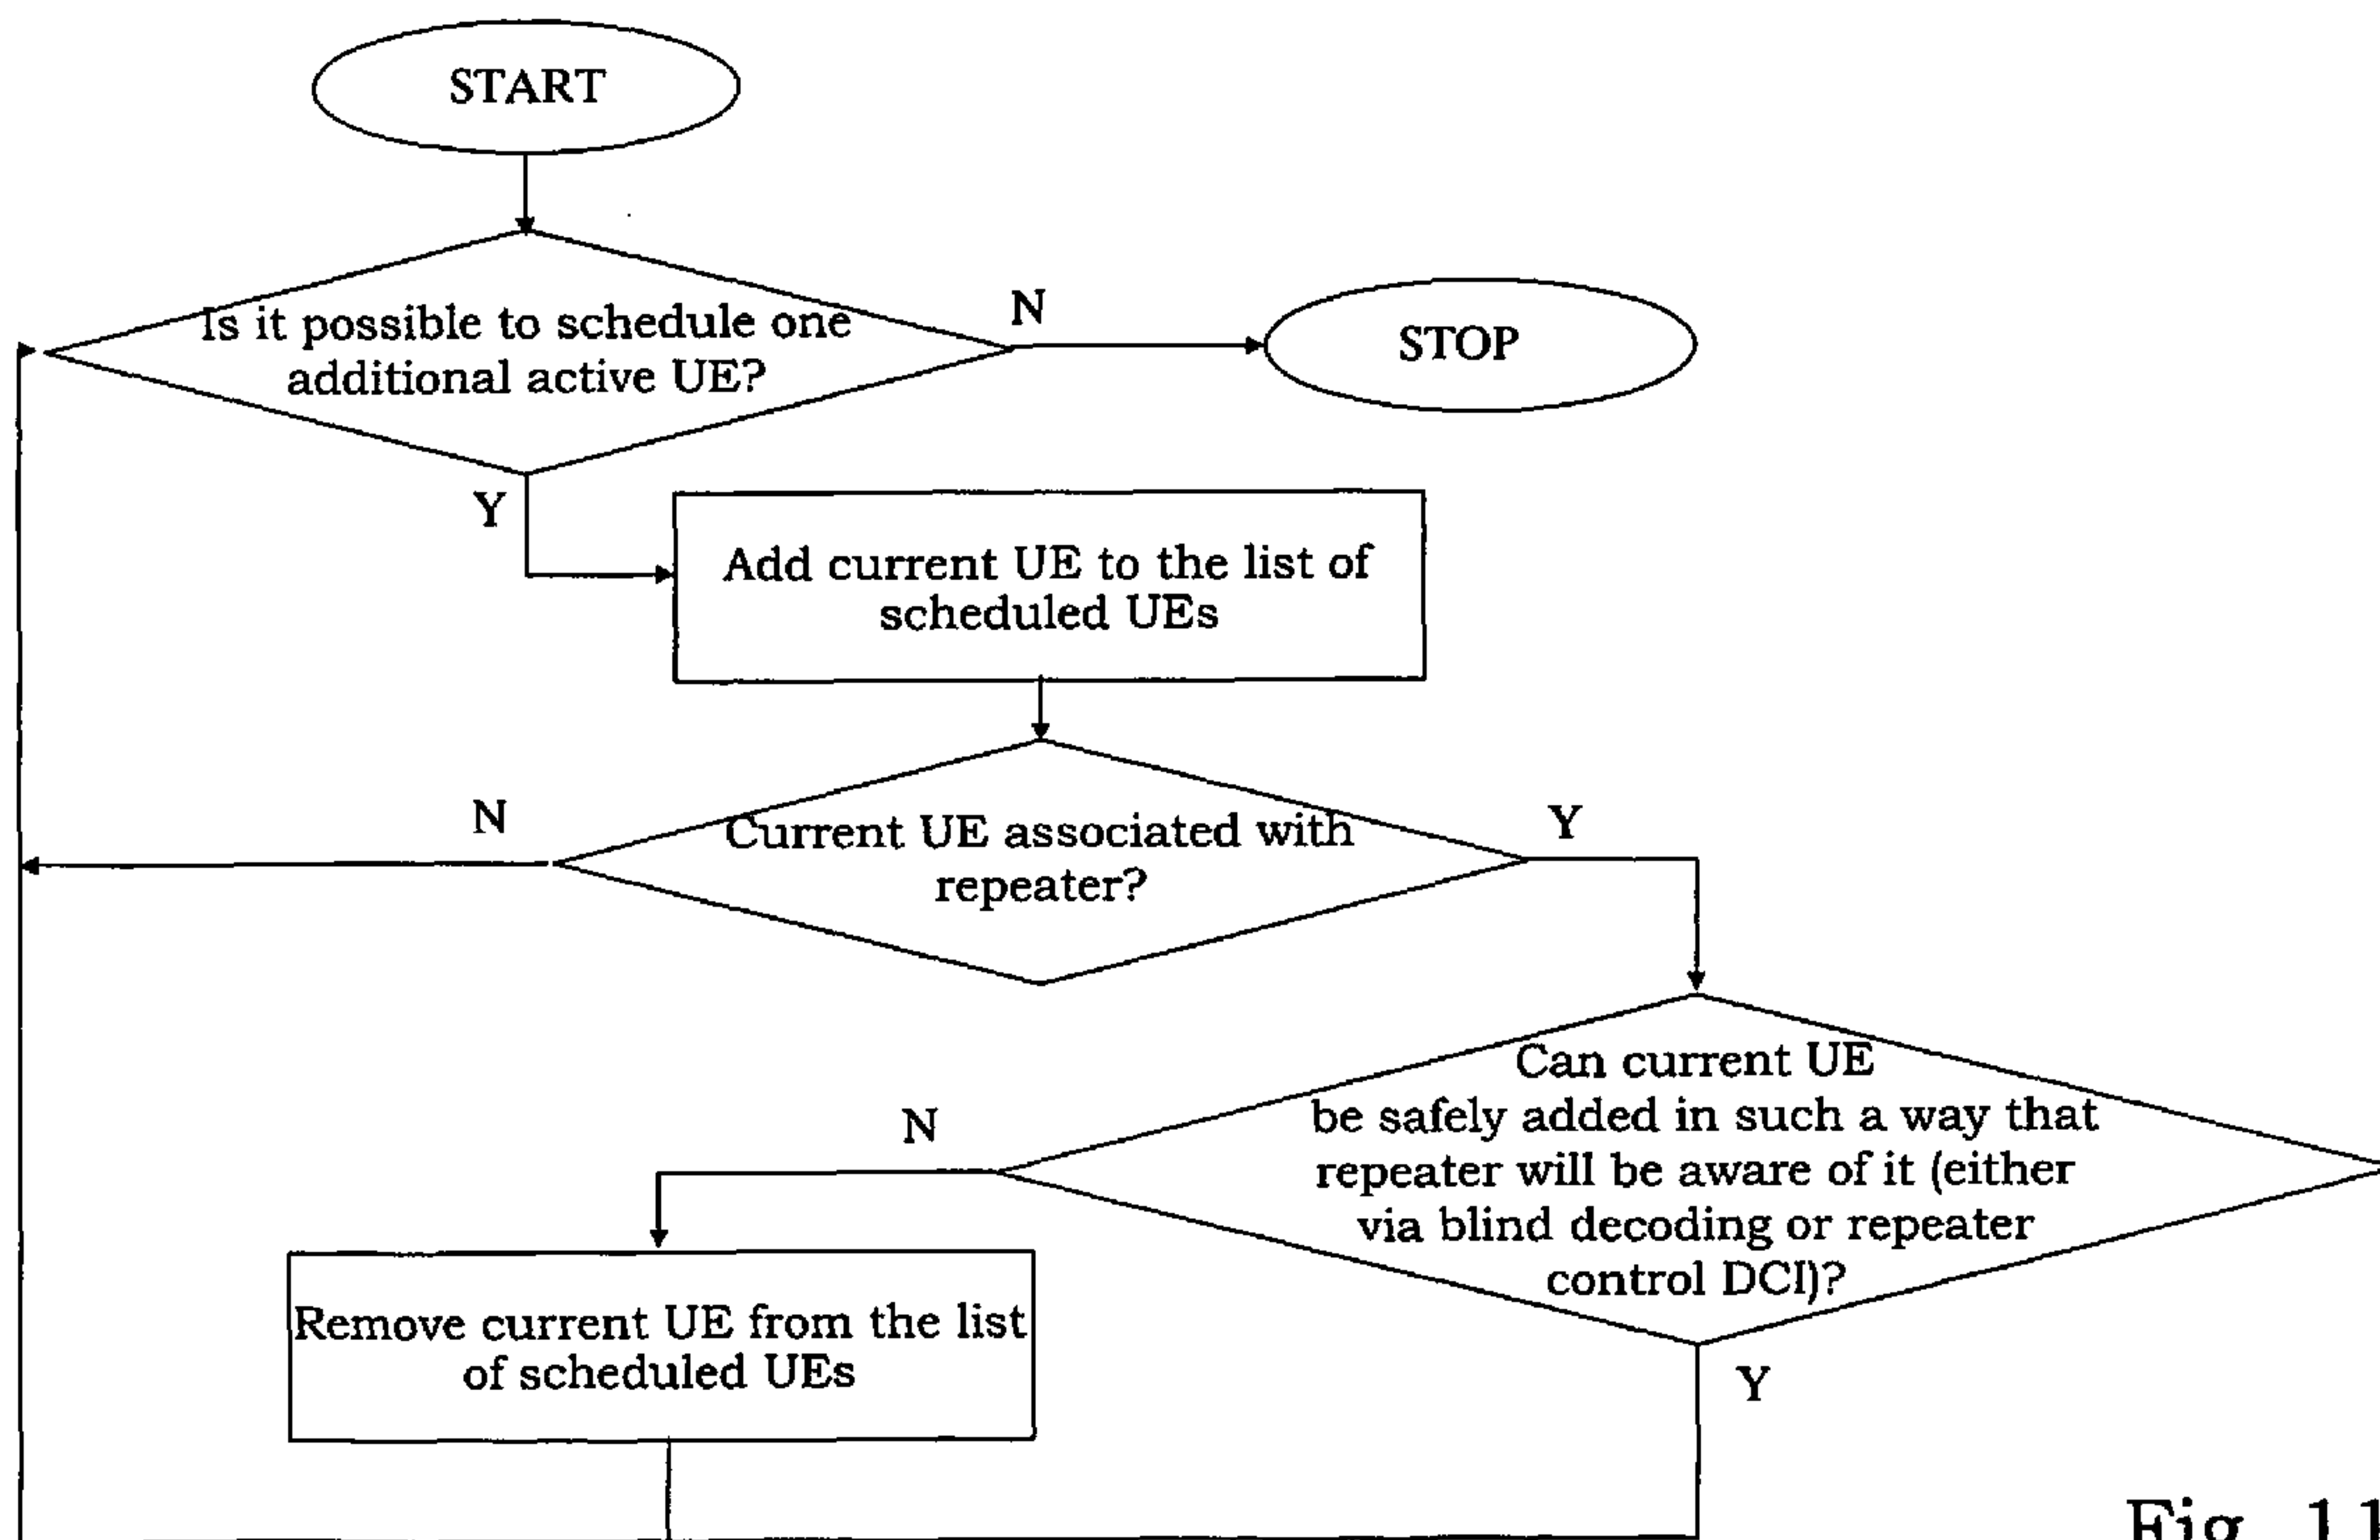 START
Is it possible to schedule one
additional active UE?
N
STOP
Y
Add current UE to the list of
scheduled UEs
N
Current UE associated with
repeater?
Y
Can current UE
be safely added in such a way that
repeater will be aware of it (either
via blind decoding or repeater
control DCI)?
N
Remove current UE from the list
of scheduled UEs
Y
Fig. 11